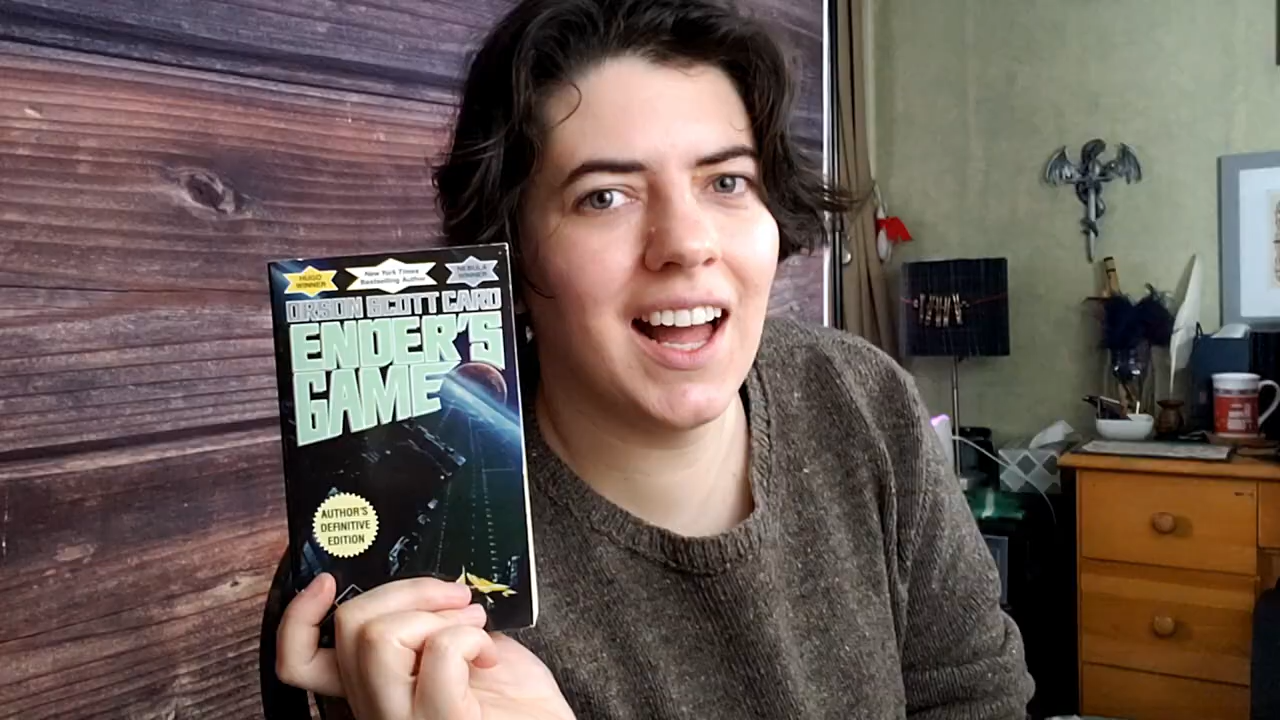 HUGO
WINNER
New York Times
Bestselling Author
NEBULA
WINNER
ORSON SCOTT CARD
ENDER'S
GAME
AUTHOR'S
DEFINITIVE
EDITION